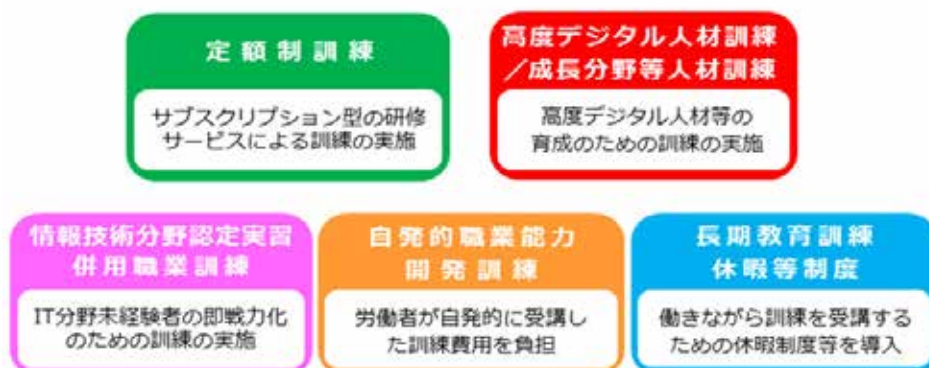 定額制訓練
サブスクリプション型の研修
サービスによる訓練の実施
高度デジタル人材訓練
／成長分野等人材訓練
高度デジタル人材等の
育成のための訓練の実施
情報技術分野認定実習
併用職業訓練
IT分野未経験者の即戦力化
のための訓練の実施
自発的職業能力
開発訓練
労働者が自発的に受講し
た訓練費用を負担
長期教育訓練
休暇等制度
働きながら訓練を受講する
ための休暇制度等を導入